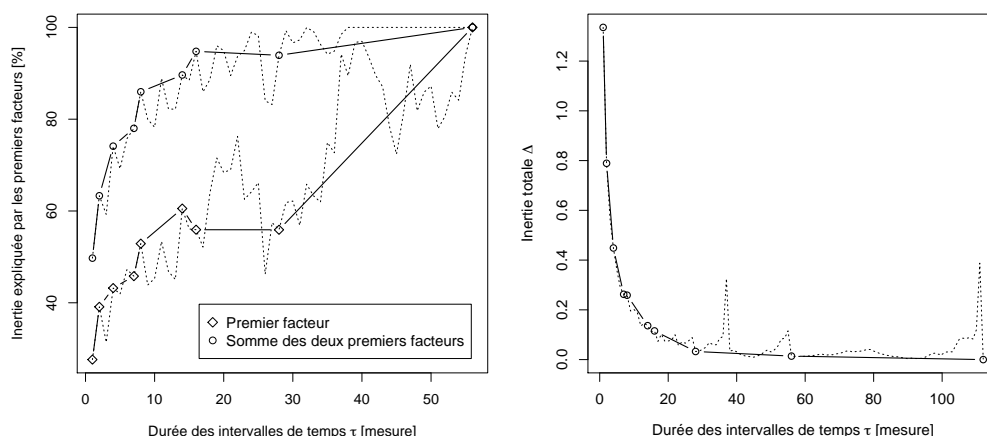 Inertie expliquée par les premiers facteurs [%]
100
80
60
40
Premier facteur
Somme des deux premiers facteurs
0 10 20 30 40 50
Durée des intervalles de temps τ [mesure]
Inertie totale Δ
1.2
1.0
0.8
0.6
0.4
0.2
0.0
0 20 40 60 80 100
Durée des intervalles de temps τ [mesure]